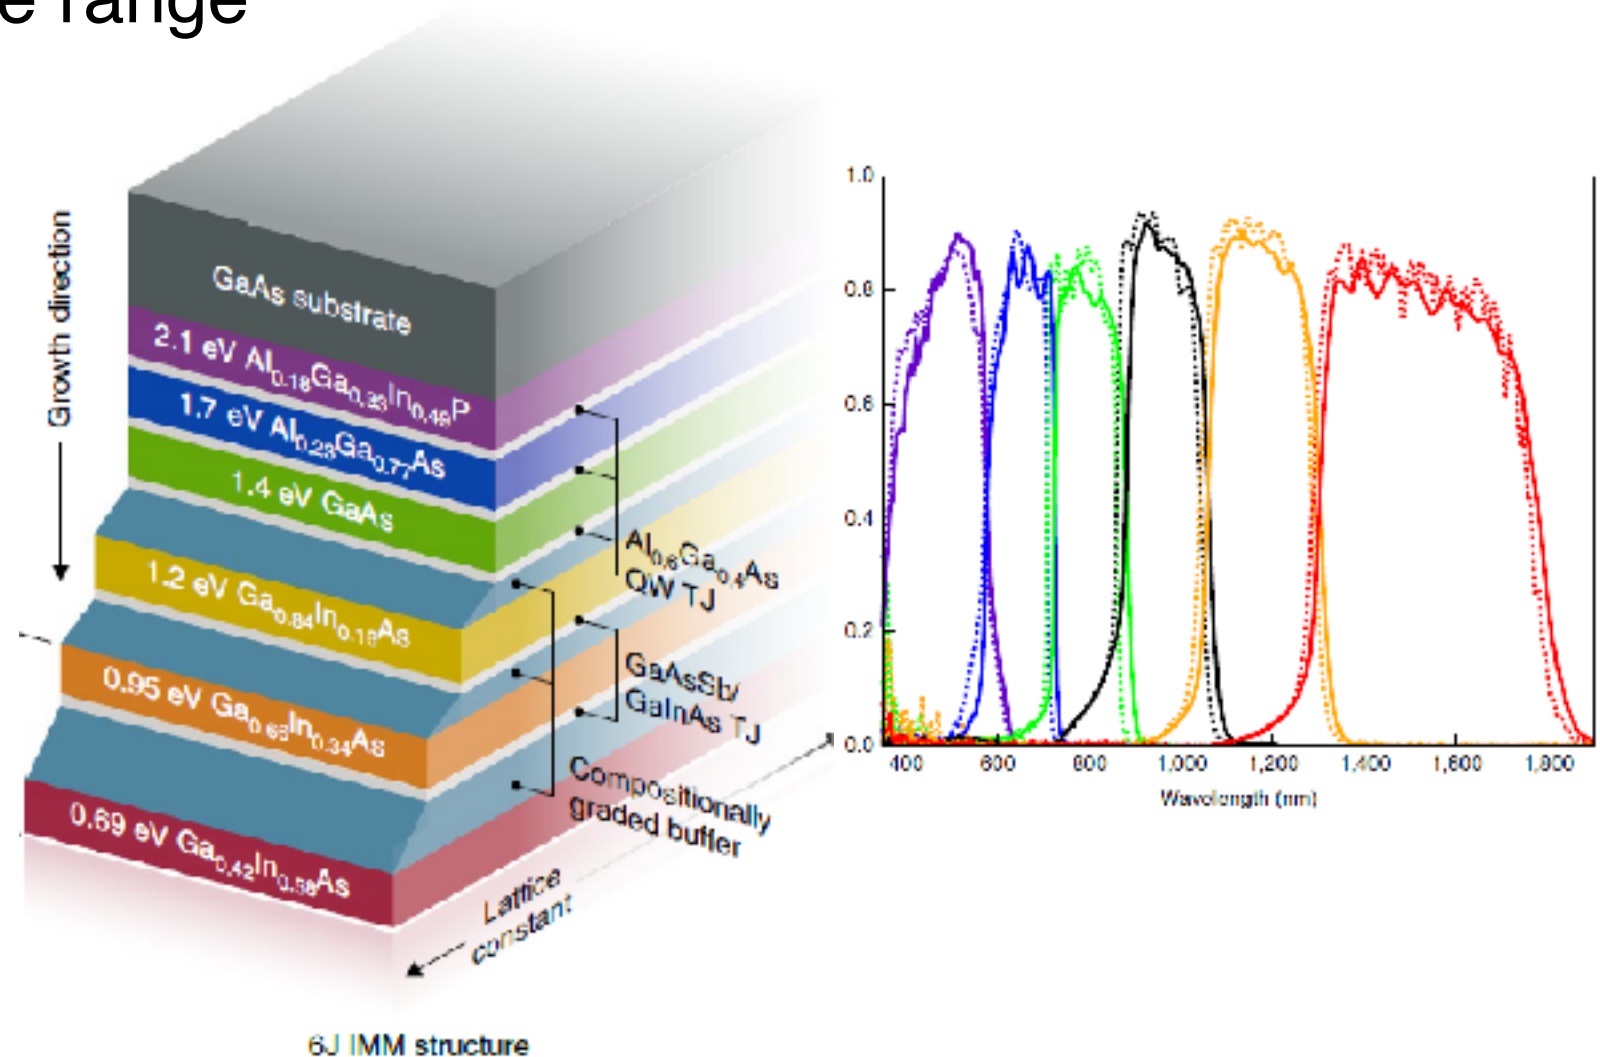 e range
Growth direction
GaAs substrate
2.1 eV Al0.18Ga0.33In0.49P
1.7 eV Al0.23Ga0.77As
1.4 eV GaAs
1.2 eV Ga0.84In0.16As
0.95 eV Ga0.66In0.34As
0.69 eV Ga0.42In0.58As
Al0.6Ga0.4As
QW TJ
GaAsSb/
GaInAs TJ
Compositionally
graded buffer
Lattice
constant
6J IMM structure
1.0
0.8
0.6
0.4
0.2
0.0
400 600 800 1,000 1,200 1,400 1,600 1,800
Wavelength (nm)